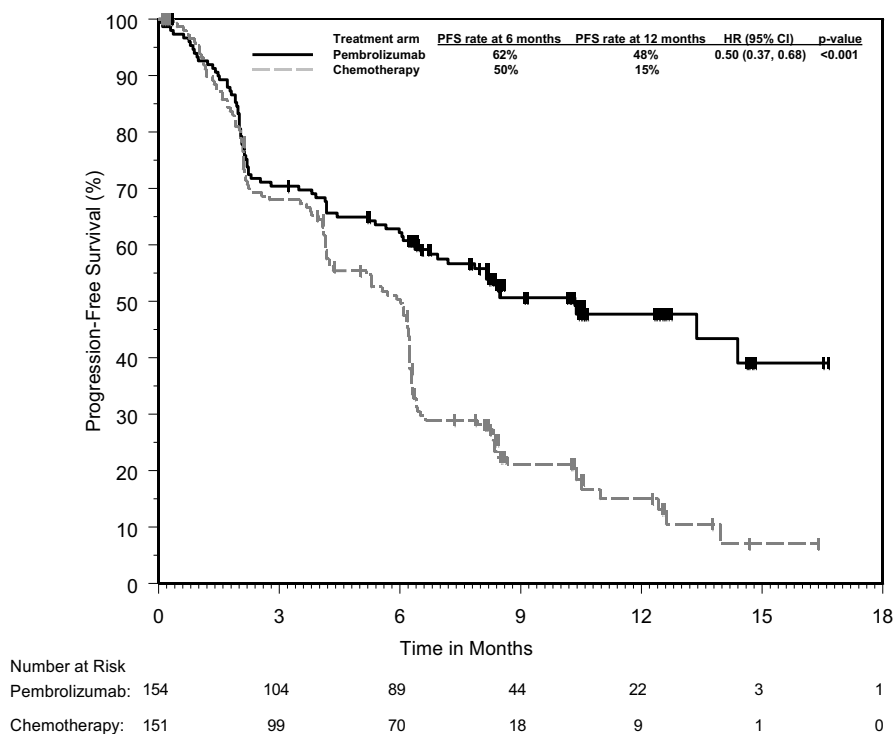 Treatment arm PFS rate at 6 months PFS rate at 12 months HR (95% CI) p-value
Pembrolizumab 62% 48% 0.50 (0.37, 0.68) <0.001
Chemotherapy 50% 15%
Progression-Free Survival (%)
100
90
80
70
60
50
40
30
20
10
0
0 3 6 9 12 15 18
Time in Months
Number at Risk
Pembrolizumab: 154 104 89 44 22 3 1
Chemotherapy: 151 99 70 18 9 1 0